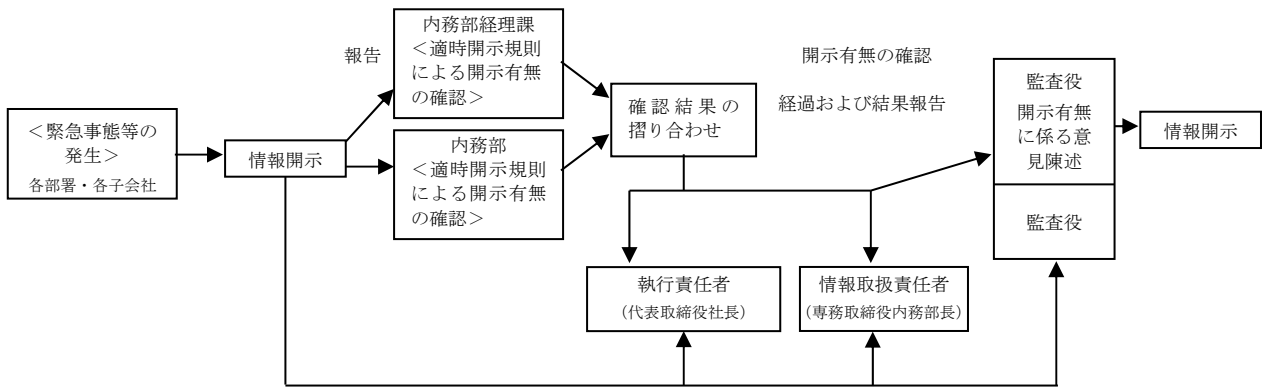 <緊急事態等の
発生>
各部署・各子会社
情報開示
報告
内務部経理課
<適時開示規則
による開示有無
の確認>
内務部
<適時開示規則
による開示有無
の確認>
確認結果の
摺り合わせ
開示有無の確認
経過および結果報告
執行責任者
(代表取締役社長)
情報取扱責任者
(専務取締役内務部長)
監査役
開示有無
に係る意
見陳述
監査役
情報開示